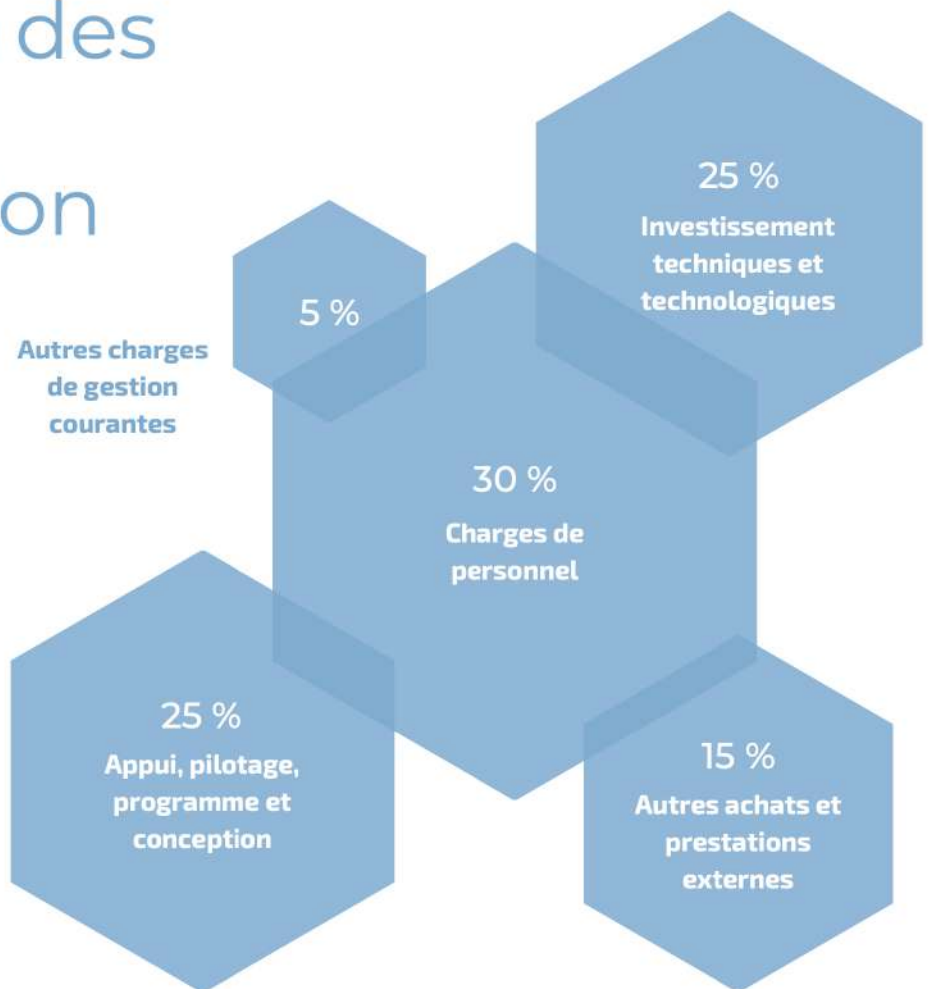 des
on
25 %
Investissement
techniques et
technologiques
5 %
Autres charges
de gestion
courantes
30 %
Charges de
personnel
25 %
Appui, pilotage,
programme et
conception
15 %
Autres achats et
prestations
externes